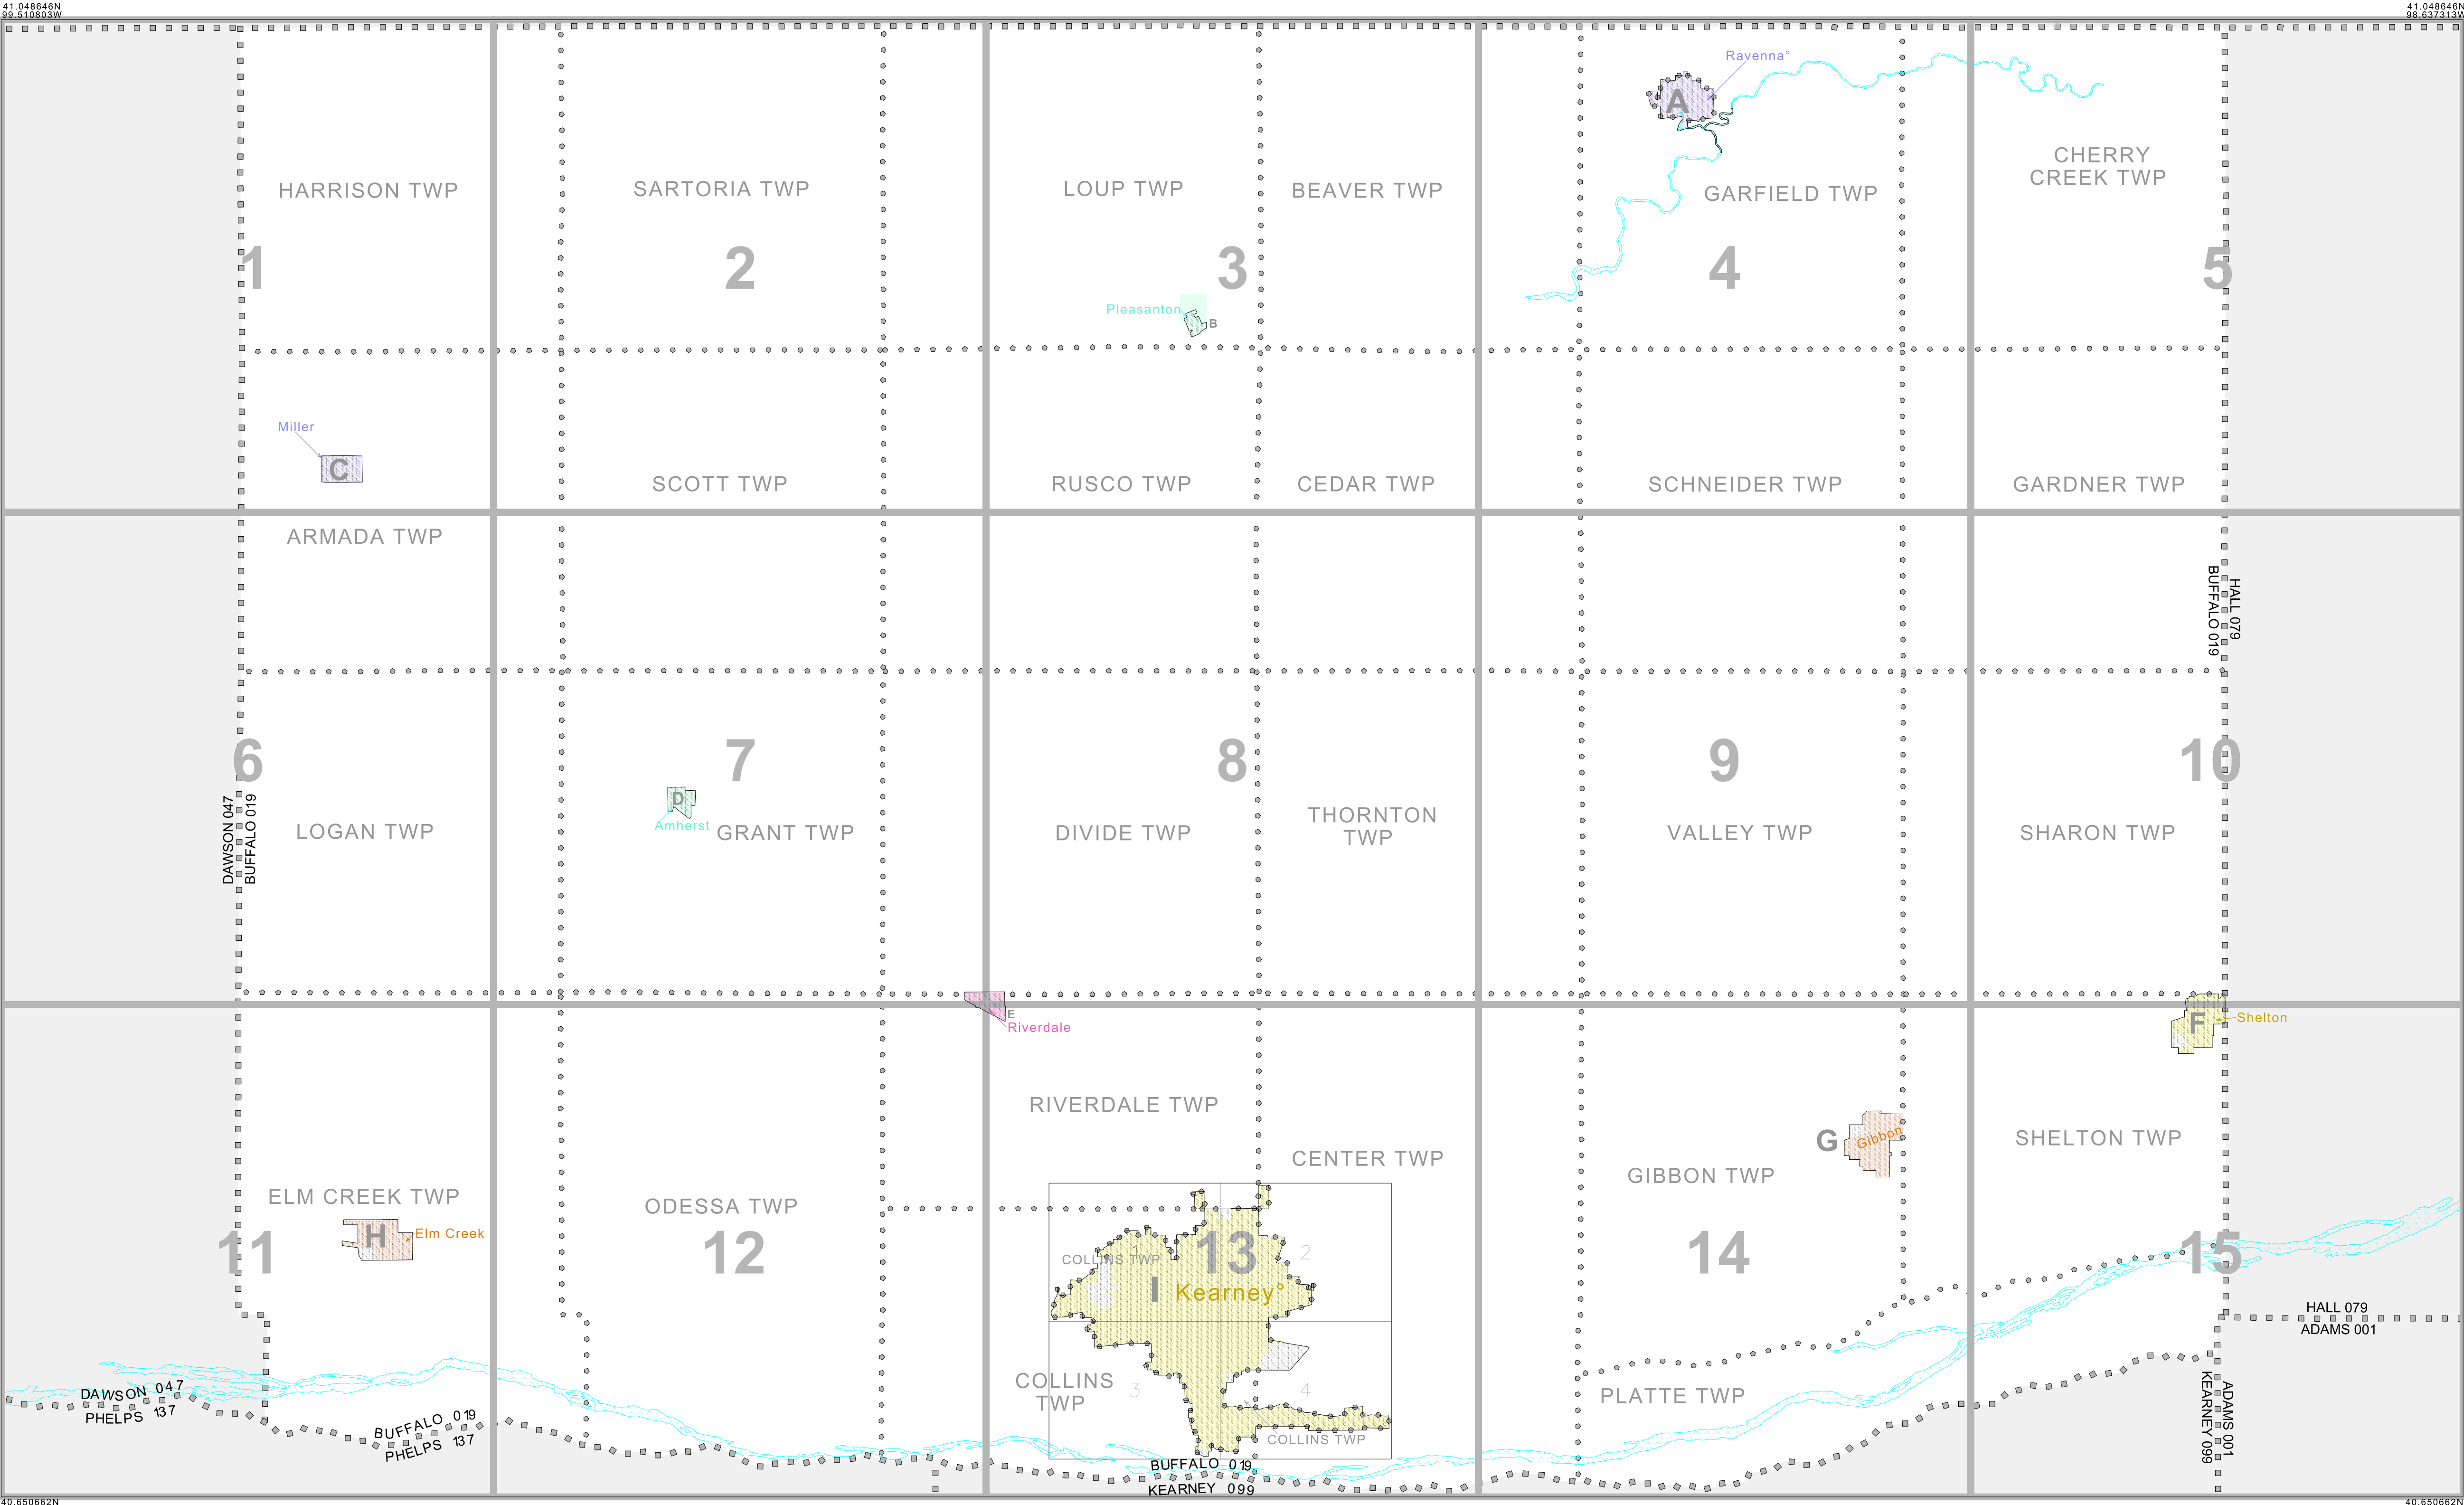 41.048646N
99.510803W
41.048646N
98.637313W
Ravenna°
A
HARRISON TWP
SARTORIA TWP
LOUP TWP
BEAVER TWP
GARFIELD TWP
CHERRY
CREEK TWP
1
2
3
4
5
Pleasanton
B
Miller
C
SCOTT TWP
RUSCO TWP
CEDAR TWP
SCHNEIDER TWP
GARDNER TWP
ARMADA TWP
HALL 079
BUFFALO 019
6
7
8
9
10
D
Amherst
DAWSON 047
BUFFALO 019
LOGAN TWP
GRANT TWP
DIVIDE TWP
THORNTON
TWP
VALLEY TWP
SHARON TWP
E
Riverdale
F
Shelton
RIVERDALE TWP
CENTER TWP
G
Gibbon
GIBBON TWP
SHELTON TWP
ELM CREEK TWP
ODESSA TWP
H
Elm Creek
11
12
13
14
15
1
2
COLLINS TWP
I
Kearney°
HALL 079
ADAMS 001
COLLINS
TWP
3
4
COLLINS TWP
PLATTE TWP
DAWSON 047
PHELPS 137
BUFFALO 019
PHELPS 137
BUFFALO 019
KEARNEY 099
ADAMS 001
KEARNEY 099
40.650662N
40.650662N